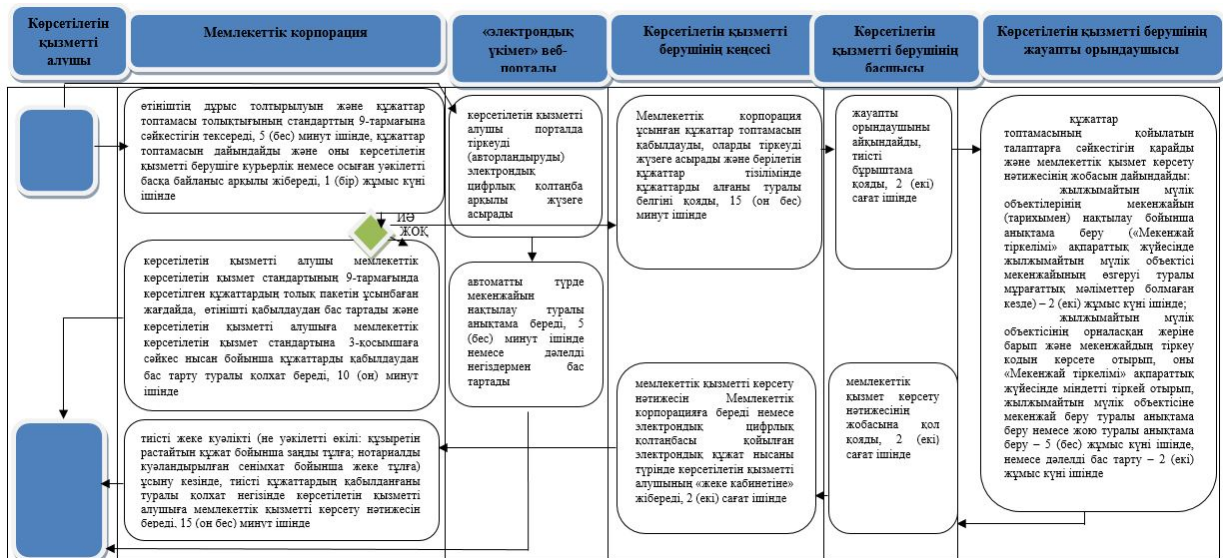 Көрсетілетін
қызметті
алушы
Мемлекеттік корпорация
«электрондық
үкімет» веб-
порталы
Көрсетілетін қызметті
берушінің кеңсесі
Көрсетілетін
қызметті берушінің
басшысы
Көрсетілетін қызметті берушінің
жауапты орындаушысы
өтініштің дұрыс толтырылуын және құжаттар
топтамасы толықтығының стандарттың 9-тармағына
сәйкестігін тексереді, 5 (бес) минут ішінде, құжаттар
топтамасын дайындайды және оны көрсетілетін
қызметті берушіге курьерлік немесе осыған уәкілетті
басқа байланыс арқылы жібереді, 1 (бір) жұмыс күні
ішінде
ИӘ
ЖОҚ
көрсетілетін қызметті алушы мемлекеттік
көрсетілетін қызмет стандартының 9-тармағында
көрсетілген құжаттардың толық пакетін ұсынбаған
жағдайда, өтінішті қабылдаудан бас тартады және
көрсетілетін қызметті алушыға мемлекеттік
көрсетілетін қызмет стандартына 3-қосымшаға
сәйкес нысан бойынша құжаттарды қабылдаудан
бас тарту туралы қолхат береді, 10 (он) минут
ішінде
тиісті жеке куәлікті (не уәкілетті өкілі: құзыретін
растайтын құжат бойынша заңды тұлға; нотариалды
куәландырылған сенімхат бойынша жеке тұлға)
ұсыну кезінде, тиісті құжаттардың қабылданғаны
туралы қолхат негізінде көрсетілетін қызметті
алушыға мемлекеттік қызметті көрсету нәтижесін
береді, 15 (он бес) минут ішінде
көрсетілетін қызметті
алушы порталда
тіркеуді
(авторландыруды)
электрондық
цифрлық қолтаңба
арқылы жүзеге
асырады
автоматты түрде
мекенжайын
нақтылау туралы
анықтама береді, 5
(бес) минут ішінде
немесе дәлелді
негіздермен бас
тартады
Мемлекеттік корпорация
ұсынған құжаттар топтамасын
қабылдауды, оларды тіркеуді
жүзеге асырады және берілетін
құжаттар тізілімінде
құжаттарды алғаны туралы
белгіні қояды, 15 (он бес)
минут ішінде
мемлекеттік қызметті көрсету
нәтижесін Мемлекеттік
корпорацияға береді немесе
электрондық цифрлық
қолтаңбасы қойылған
электрондық құжат нысаны
түрінде көрсетілетін қызметті
алушының «жеке кабинетіне»
жібереді, 2 (екі) сағат ішінде
жауапты
орындаушыны
айқындайды,
тиісті
бұрыштама
қояды, 2 (екі)
сағат ішінде
мемлекеттік
қызмет көрсету
нәтижесінің
жобасына қол
қояды, 2 (екі)
сағат ішінде
құжаттар
топтамасының қойылатын
талаптарға сәйкестігін қарайды
және мемлекеттік қызмет көрсету
нәтижесінің жобасын дайындайды:
жылжымайтын мүлік
объектілерінің мекенжайын
(тарихымен) нақтылау бойынша
анықтама беру («Мекенжай
тіркелімі» ақпараттық жүйесінде
жылжымайтын мүлік объектісі
мекенжайының өзгеруі туралы
мұрағаттық мәліметтер болмаған
кезде) – 2 (екі) жұмыс күні ішінде;
жылжымайтын мүлік
объектісінің орналасқан жеріне
барып және мекенжайдың тіркеу
кодын көрсете отырып, оны
«Мекенжай тіркелімі» ақпараттық
жүйесінде міндетті тіркей отырып,
жылжымайтын мүлік объектісіне
мекенжай беру туралы анықтама
беру немесе жою туралы анықтама
беру – 5 (бес) жұмыс күні ішінде,
немесе дәлелді бас тарту – 2 (екі)
жұмыс күні ішінде